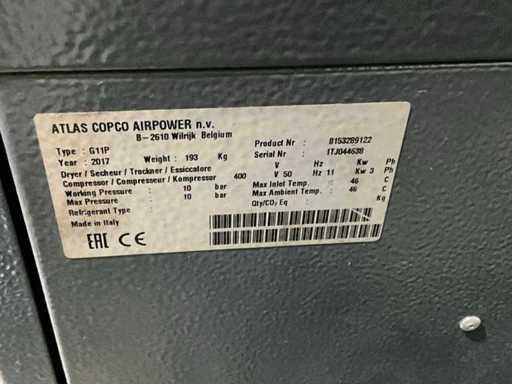 ATLAS COPCO AIRPOWER n.v.
B-2610 Wilrijk Belgium
Type : G11P Product Nr : 8153289122
Year : 2017 Weight : 193 Kg Serial Nr : ITJ044638
Dryer / Secheur / Trockner / Essiccatore V Hz Kw Ph
Compressor / Compresseur / Kompressor 400 V 50 Hz 11 Kw 3 Ph
Working Pressure : 10 bar Max Inlet Temp. : 46 C
Max Pressure : 10 bar Max Ambient Temp. : 46 C
Refrigerant Type Qty/CO₂ Eq Kg
Made in Italy
EAC CE